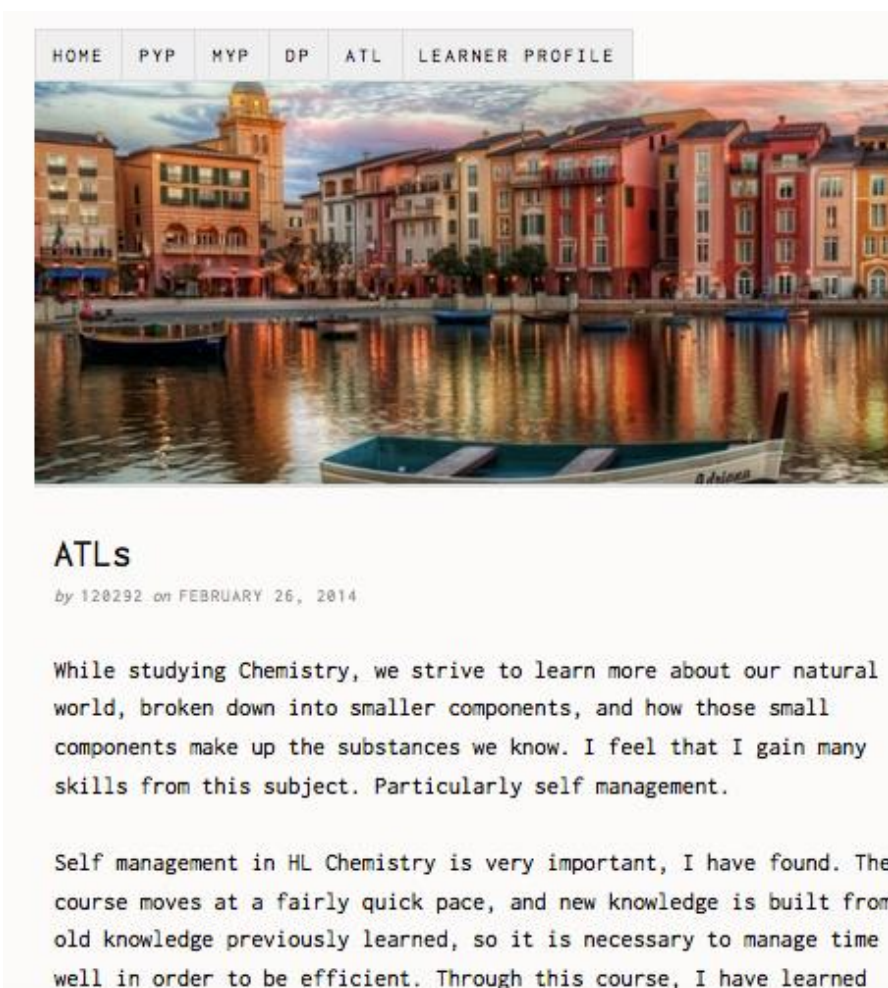 HOME PYP MYP DP ATL LEARNER PROFILE
Adriana
ATLs
by 120292 on FEBRUARY 26, 2014
While studying Chemistry, we strive to learn more about our natural
world, broken down into smaller components, and how those small
components make up the substances we know. I feel that I gain many
skills from this subject. Particularly self management.
Self management in HL Chemistry is very important, I have found. The
course moves at a fairly quick pace, and new knowledge is built from
old knowledge previously learned, so it is necessary to manage time
well in order to be efficient. Through this course, I have learned